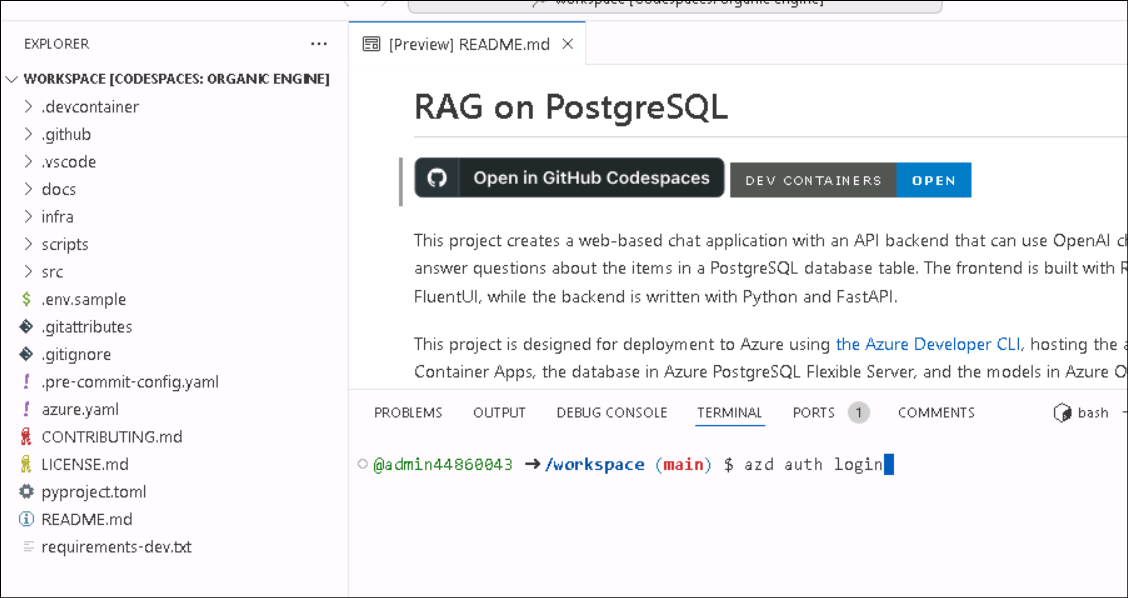 workspace [Codespaces: organic engine]
EXPLORER
···
[Preview] README.md
WORKSPACE [CODESPACES: ORGANIC ENGINE]
.devcontainer
.github
.vscode
docs
infra
scripts
src
.env.sample
.gitattributes
.gitignore
.pre-commit-config.yaml
azure.yaml
CONTRIBUTING.md
LICENSE.md
pyproject.toml
README.md
requirements-dev.txt
RAG on PostgreSQL
Open in GitHub Codespaces
DEV CONTAINERS OPEN
This project creates a web-based chat application with an API backend that can use OpenAI
answer questions about the items in a PostgreSQL database table. The frontend is built with
FluentUI, while the backend is written with Python and FastAPI.
This project is designed for deployment to Azure using the Azure Developer CLI, hosting the
Container Apps, the database in Azure PostgreSQL Flexible Server, and the models in Azure
PROBLEMS OUTPUT DEBUG CONSOLE TERMINAL PORTS 1 COMMENTS bash
@admin44860043 ➜/workspace (main) $ azd auth login